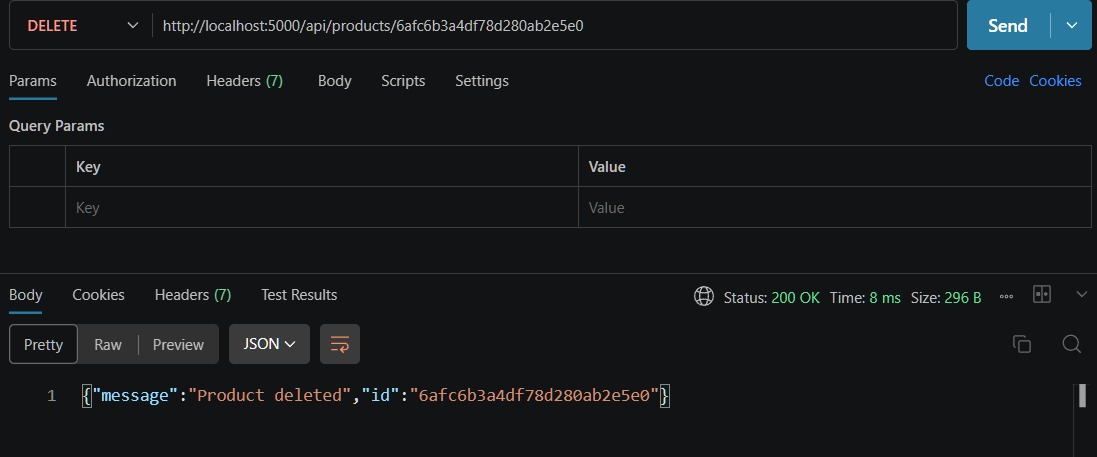 DELETE http://localhost:5000/api/products/6afc6b3a4df78d280ab2e5e0 Send
Params Authorization Headers (7) Body Scripts Settings Code Cookies
Query Params
Key Value
Key Value
Body Cookies Headers (7) Test Results Status: 200 OK Time: 8 ms Size: 296 B
Pretty Raw Preview JSON
1 {"message":"Product deleted","id":"6afc6b3a4df78d280ab2e5e0"}